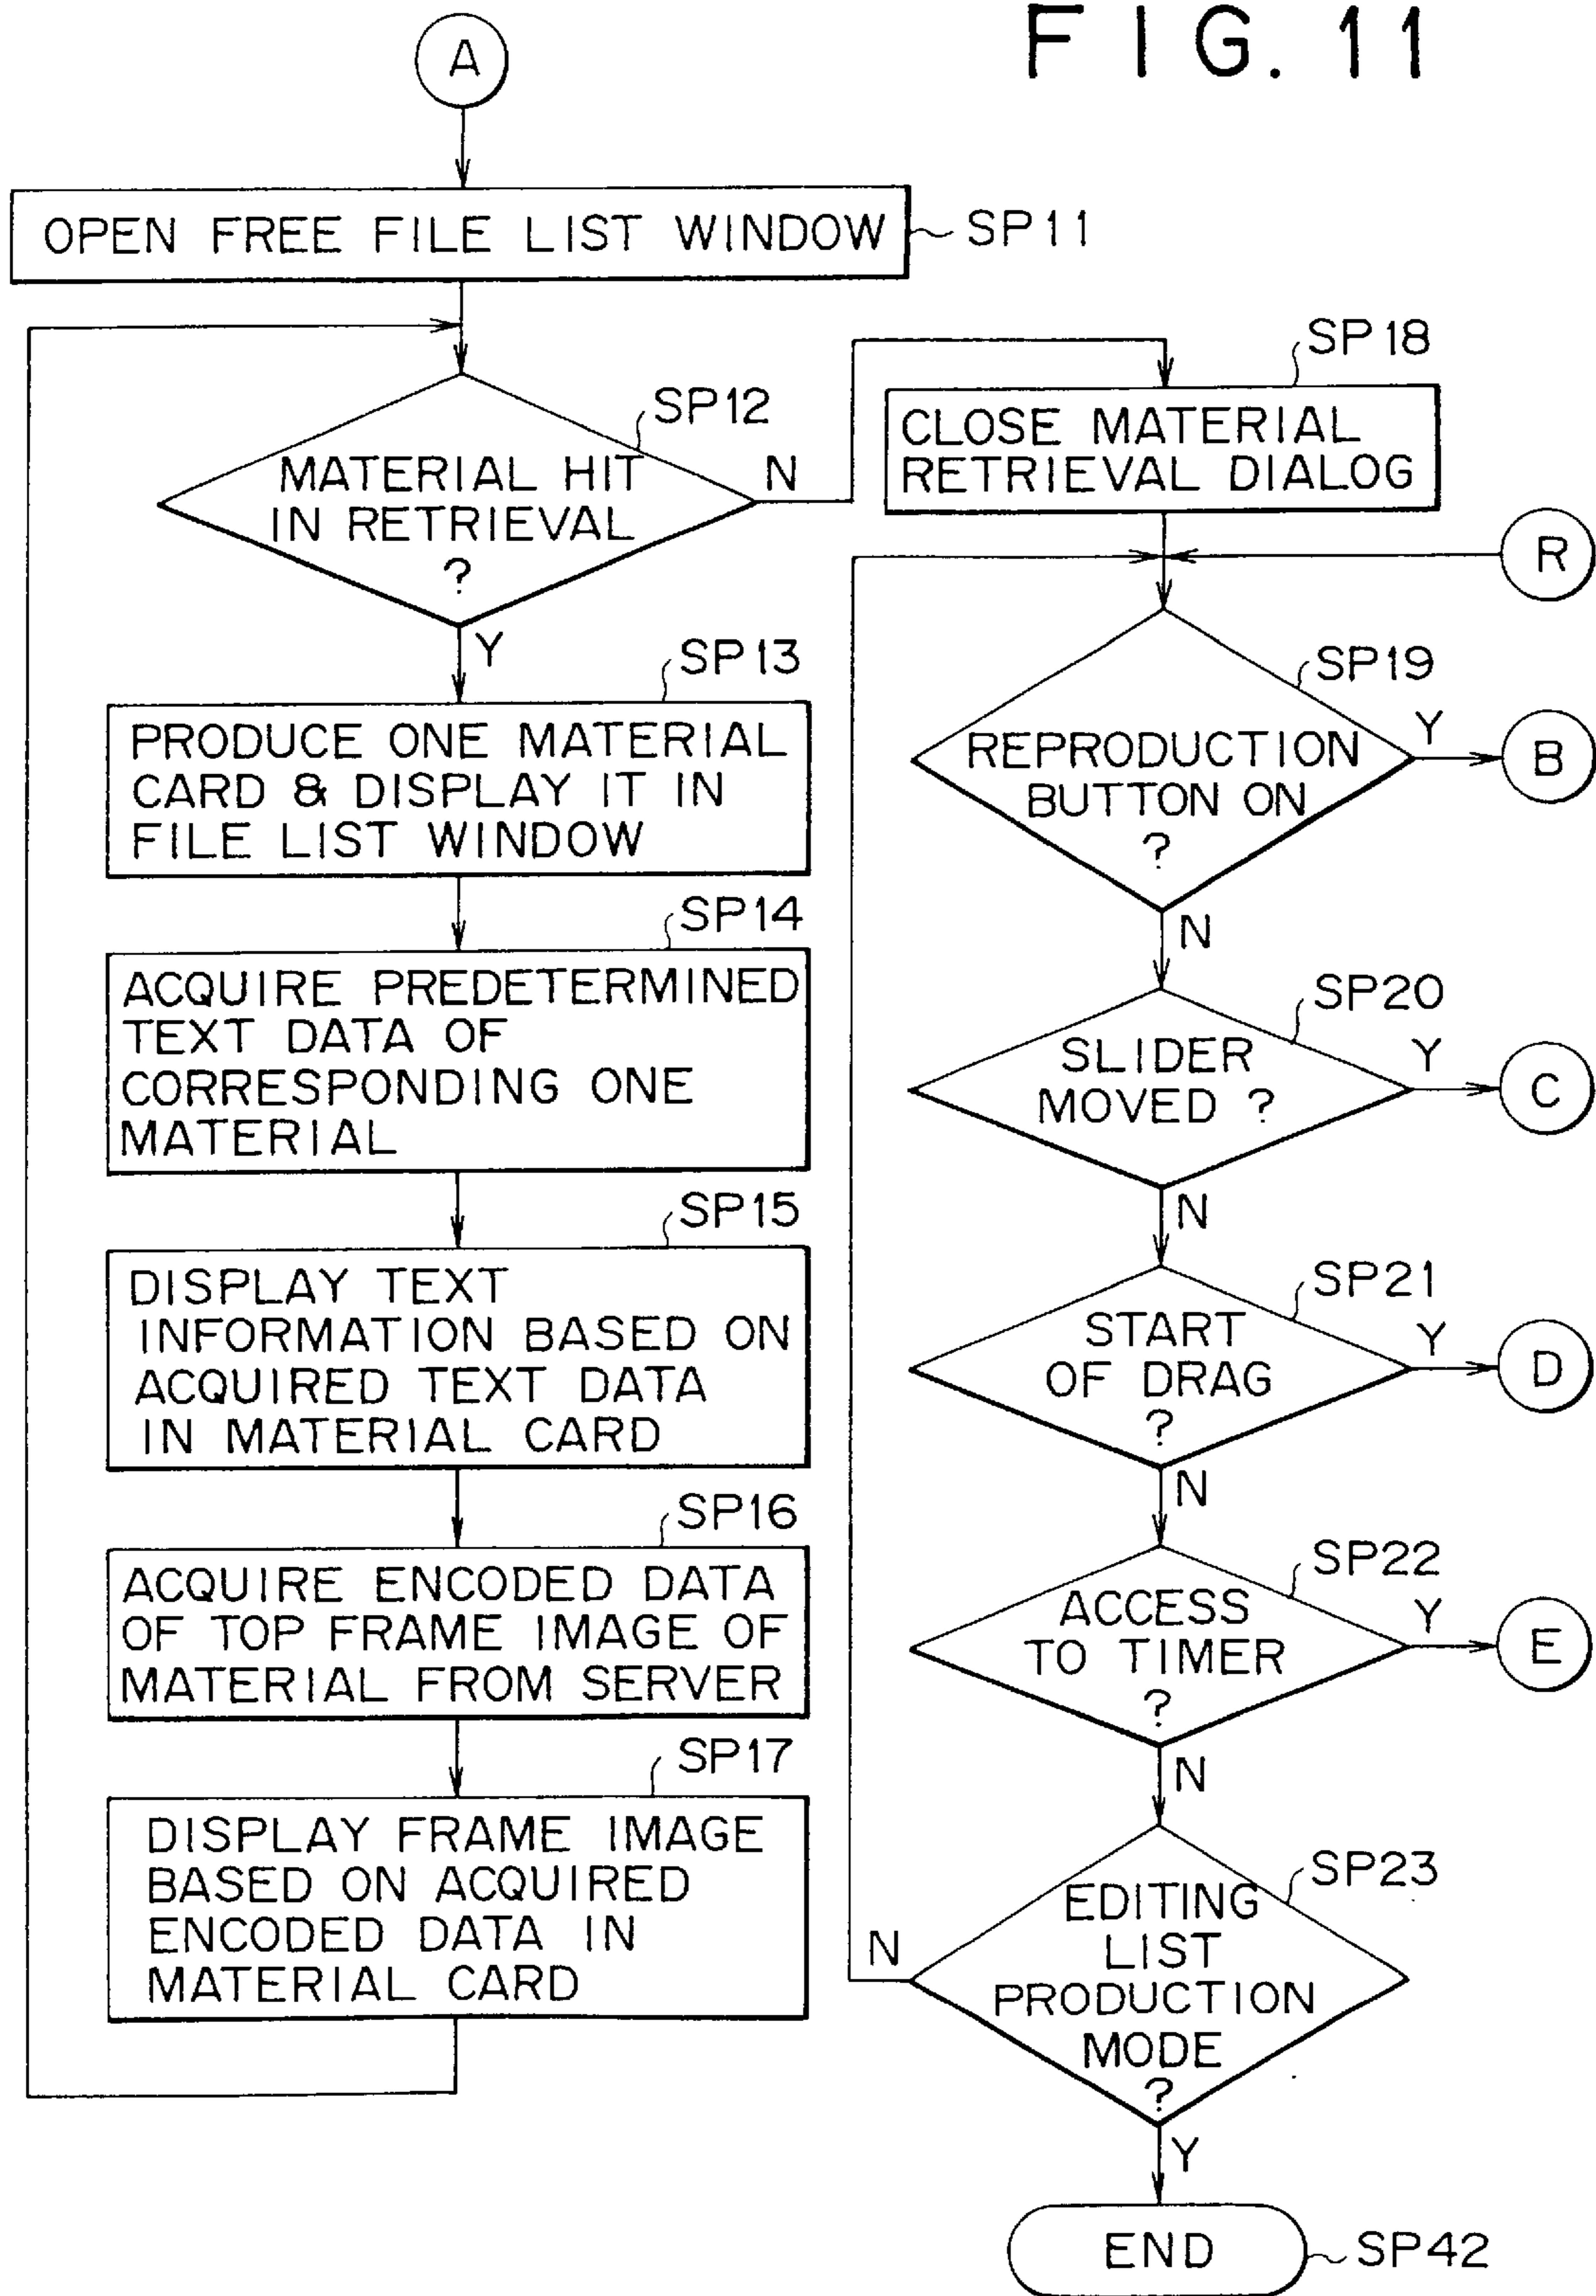 FIG. 11
A
OPEN FREE FILE LIST WINDOW
SP11
SP12
MATERIAL HIT
IN RETRIEVAL
?
N
Y
SP13
PRODUCE ONE MATERIAL
CARD & DISPLAY IT IN
FILE LIST WINDOW
SP14
ACQUIRE PREDETERMINED
TEXT DATA OF
CORRESPONDING ONE
MATERIAL
SP15
DISPLAY TEXT
INFORMATION BASED ON
ACQUIRED TEXT DATA
IN MATERIAL CARD
SP16
ACQUIRE ENCODED DATA
OF TOP FRAME IMAGE OF
MATERIAL FROM SERVER
SP17
DISPLAY FRAME IMAGE
BASED ON ACQUIRED
ENCODED DATA IN
MATERIAL CARD
SP18
CLOSE MATERIAL
RETRIEVAL DIALOG
R
SP19
REPRODUCTION
BUTTON ON
?
Y
B
N
SP20
SLIDER
MOVED ?
Y
C
N
SP21
START
OF DRAG
?
Y
D
N
SP22
ACCESS
TO TIMER
?
Y
E
N
SP23
EDITING
LIST
PRODUCTION
MODE
?
N
Y
END
SP42